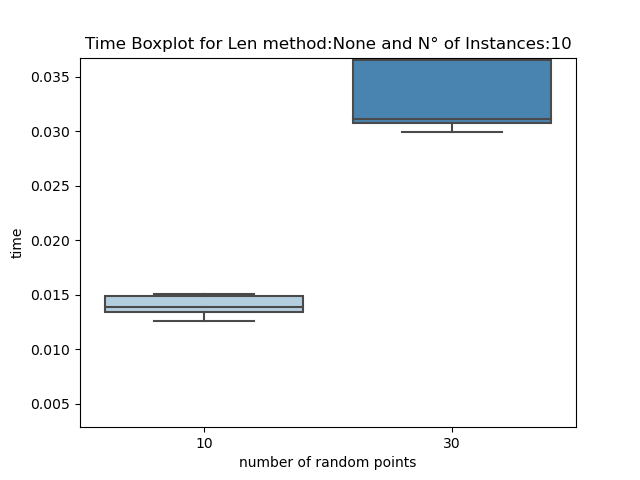 Time Boxplot for Len method:None and N° of Instances:10
0.035
0.030
0.025
0.020
0.015
0.010
0.005
time
10 30
number of random points